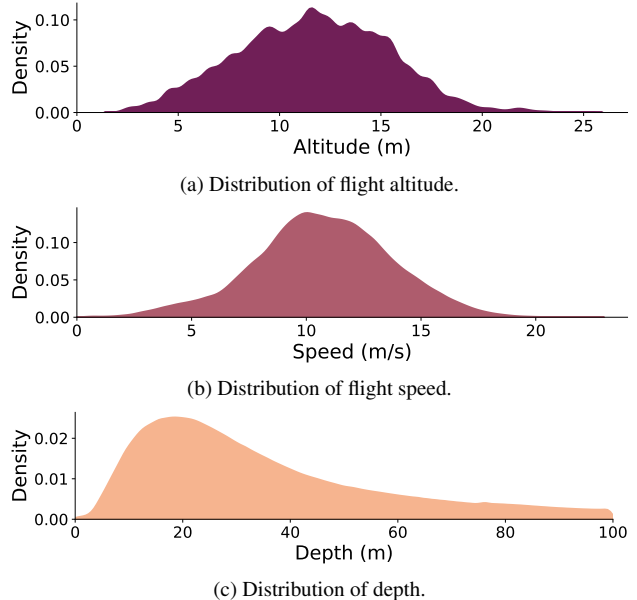 Density
0.10
0.05
0.00
0 5 10 15 20 25
Altitude (m)
(a) Distribution of flight altitude.
Density
0.10
0.05
0.00
0 5 10 15 20
Speed (m/s)
(b) Distribution of flight speed.
Density
0.02
0.01
0.00
0 20 40 60 80 100
Depth (m)
(c) Distribution of depth.